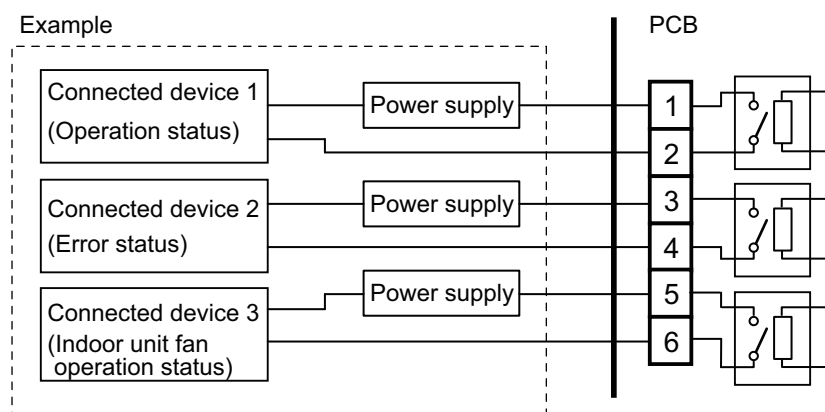 Example
PCB
Connected device 1
(Operation status)
Power supply
1
2
Connected device 2
(Error status)
Power supply
3
4
Connected device 3
(Indoor unit fan
operation status)
Power supply
5
6